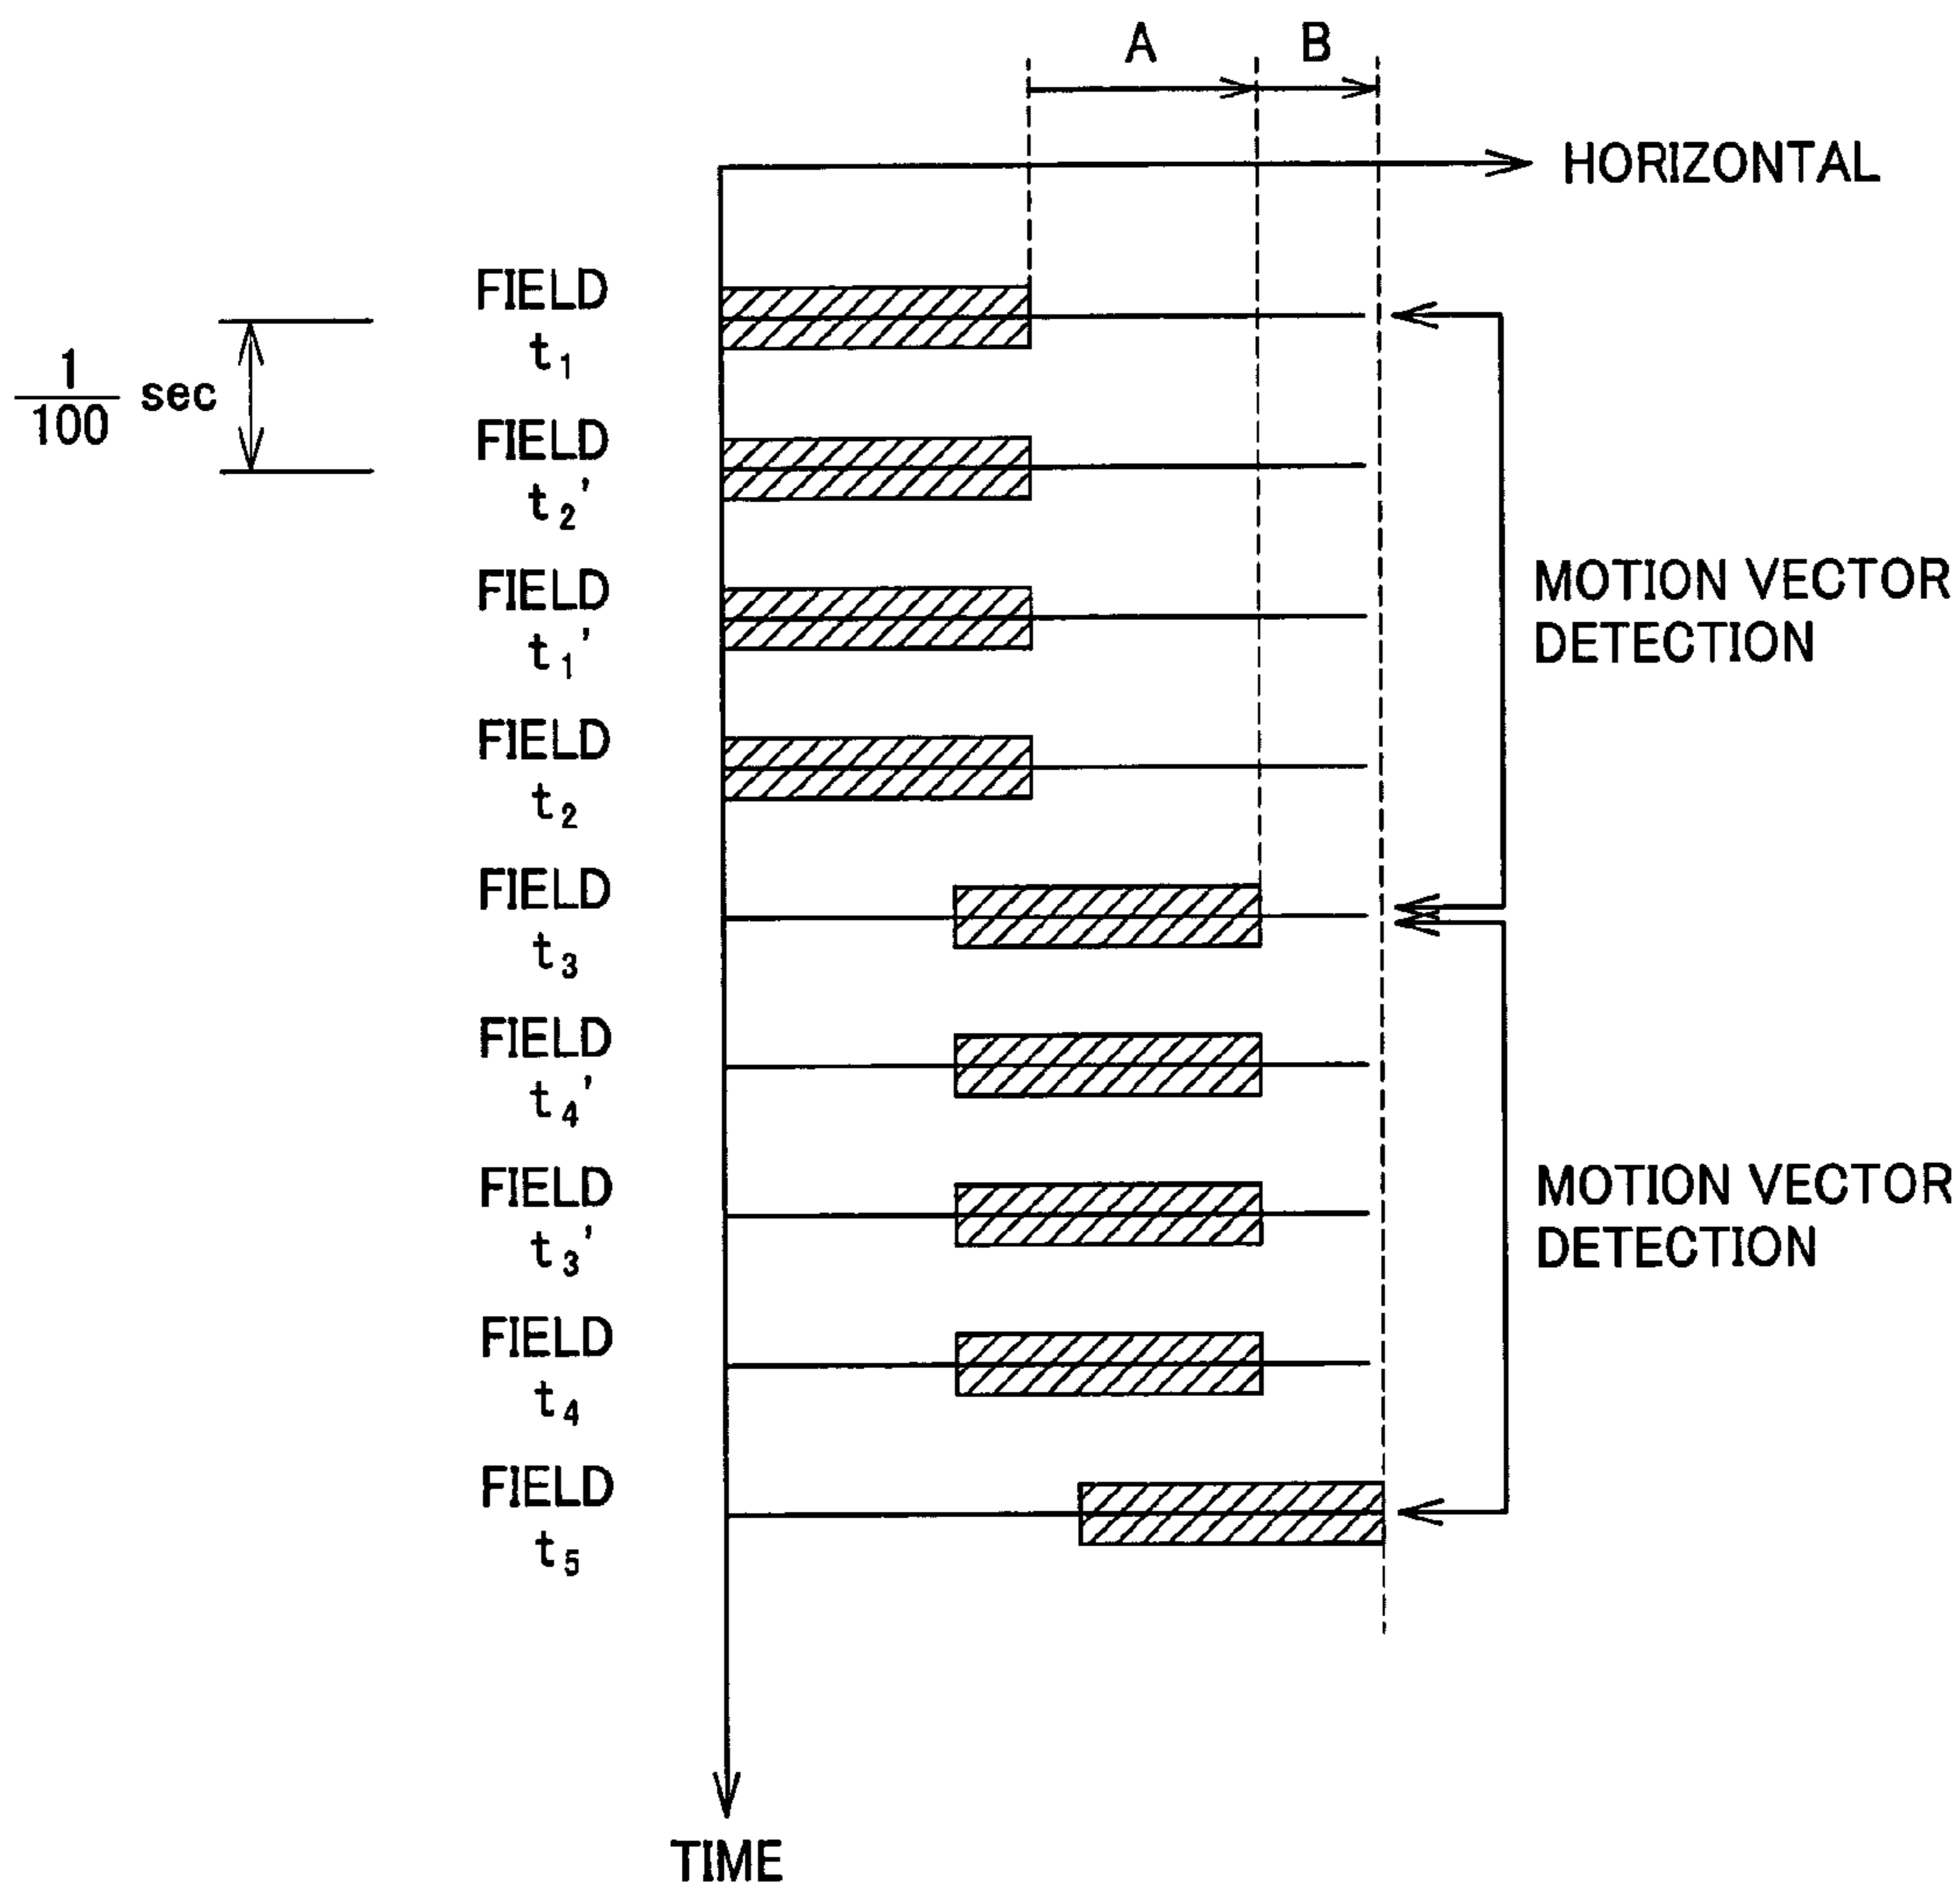 A B
HORIZONTAL
FIELD
t1
1
100 sec
FIELD
t2'
FIELD
t1'
MOTION VECTOR
DETECTION
FIELD
t2
FIELD
t3
FIELD
t4'
FIELD
t3'
MOTION VECTOR
DETECTION
FIELD
t4
FIELD
t5
TIME